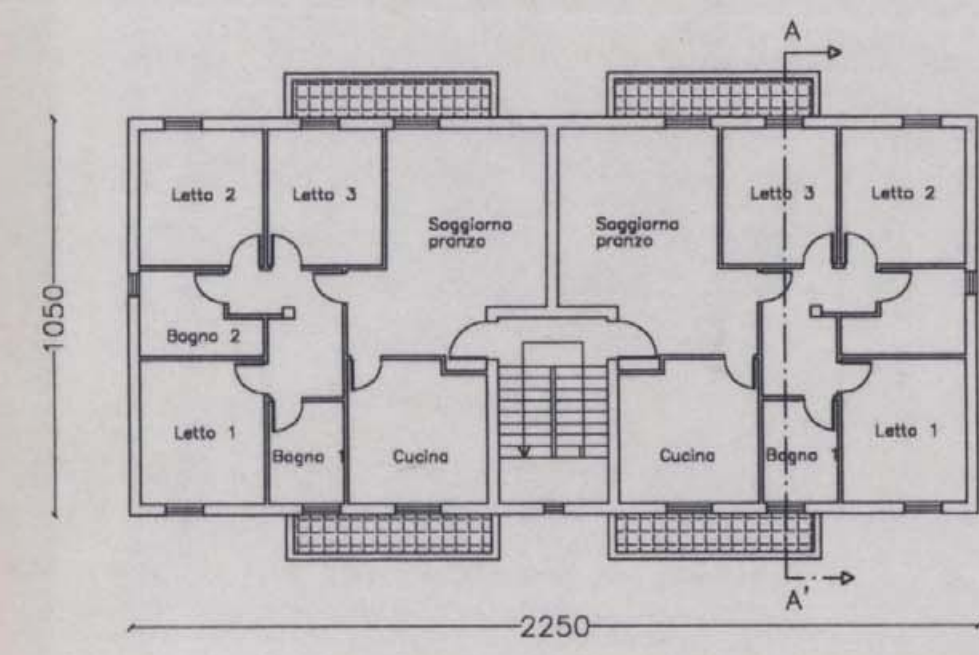 A
Letto 2
Letto 3
Soggiorno
pranzo
Soggiorno
pranzo
Letto 3
Letto 2
1050
Bagno 2
Letto 1
Bagno 1
Cucina
Cucina
Bagno 1
Letto 1
A'
2250